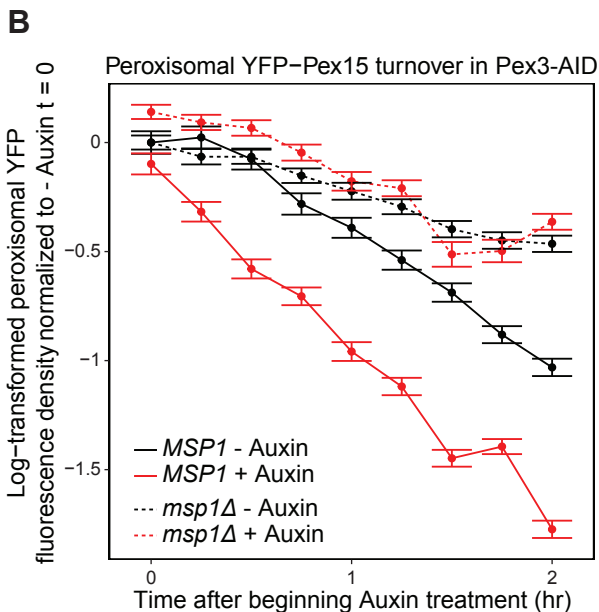 B
Peroxisomal YFP−Pex15 turnover in Pex3-AID
Log−transformed peroxisomal YFP
fluorescence density normalized to - Auxin t = 0
0
−0.5
−1
−1.5
MSP1 - Auxin
MSP1 + Auxin
msp1Δ - Auxin
msp1Δ + Auxin
0
1
2
Time after beginning Auxin treatment (hr)